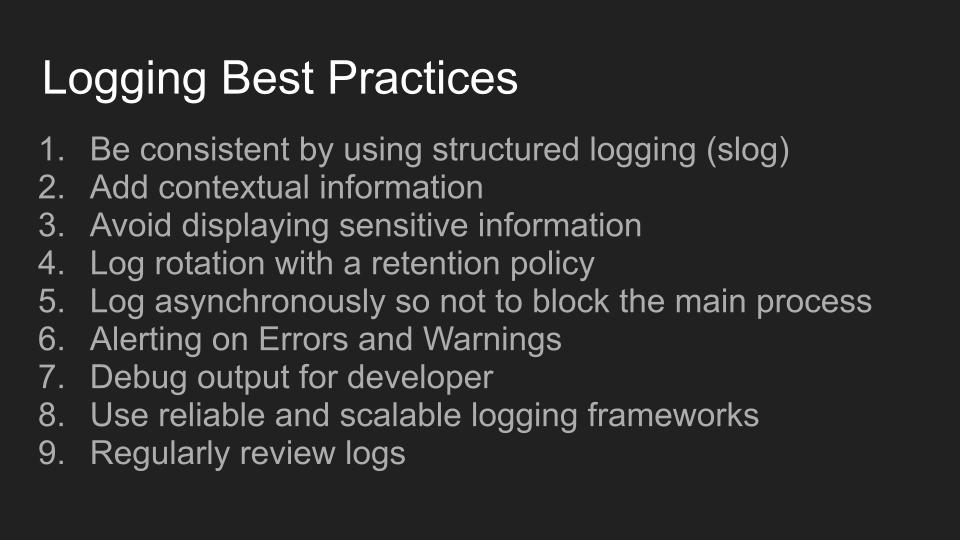 Logging Best Practices
1. Be consistent by using structured logging (slog)
2. Add contextual information
3. Avoid displaying sensitive information
4. Log rotation with a retention policy
5. Log asynchronously so not to block the main process
6. Alerting on Errors and Warnings
7. Debug output for developer
8. Use reliable and scalable logging frameworks
9. Regularly review logs